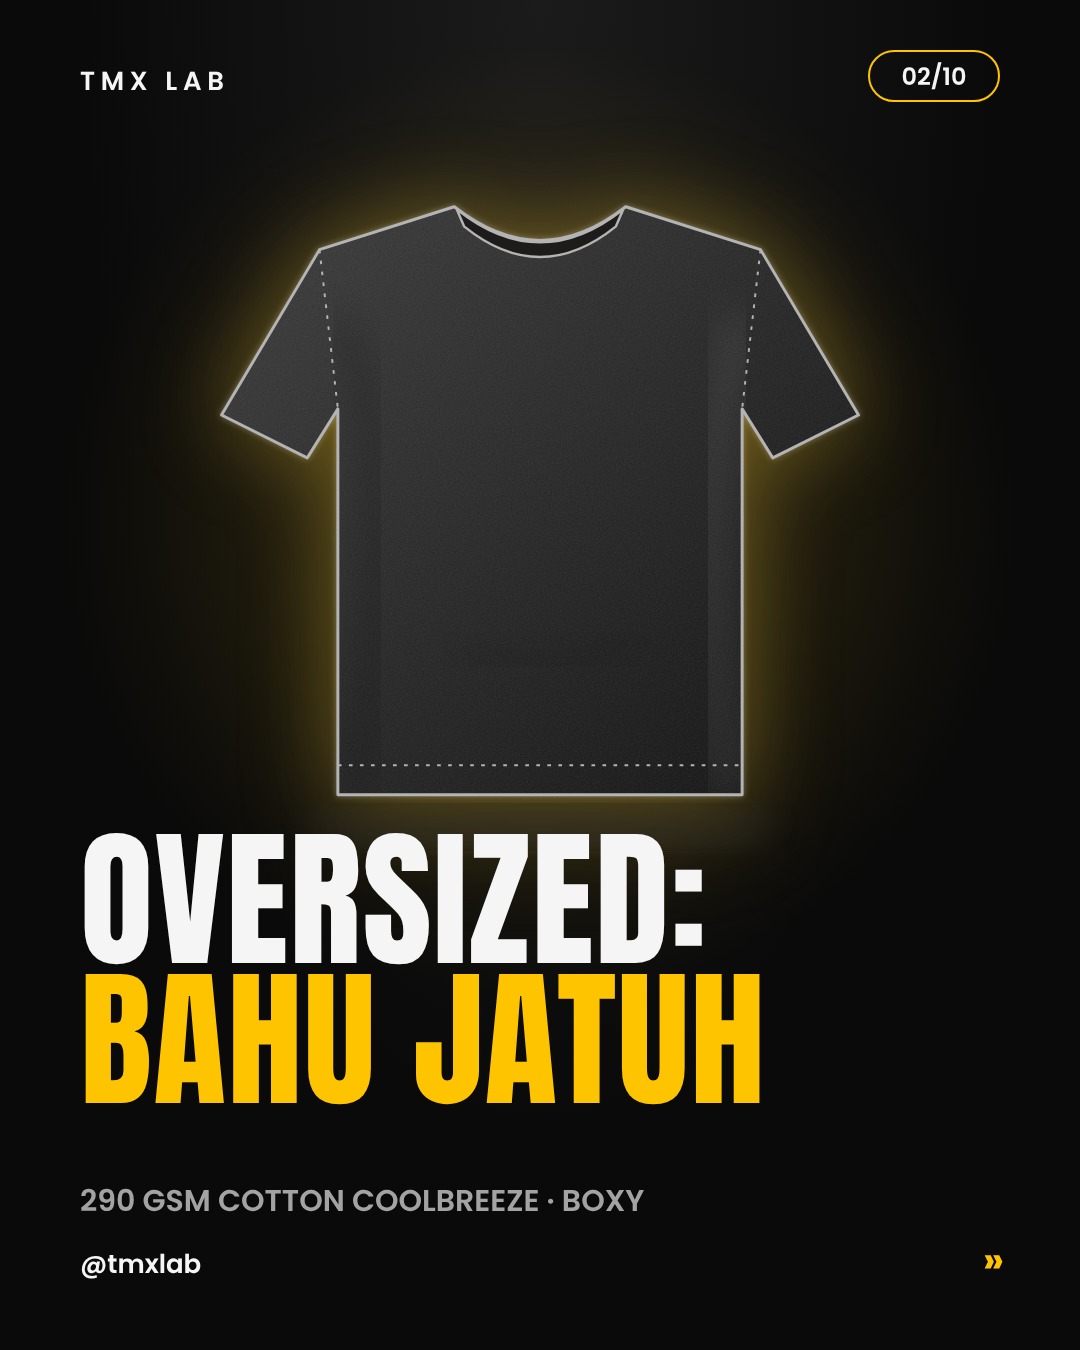 TMX LAB
02/10
OVERSIZED:
BAHU JATUH
290 GSM COTTON COOLBREEZE · BOXY
@tmxlab
»